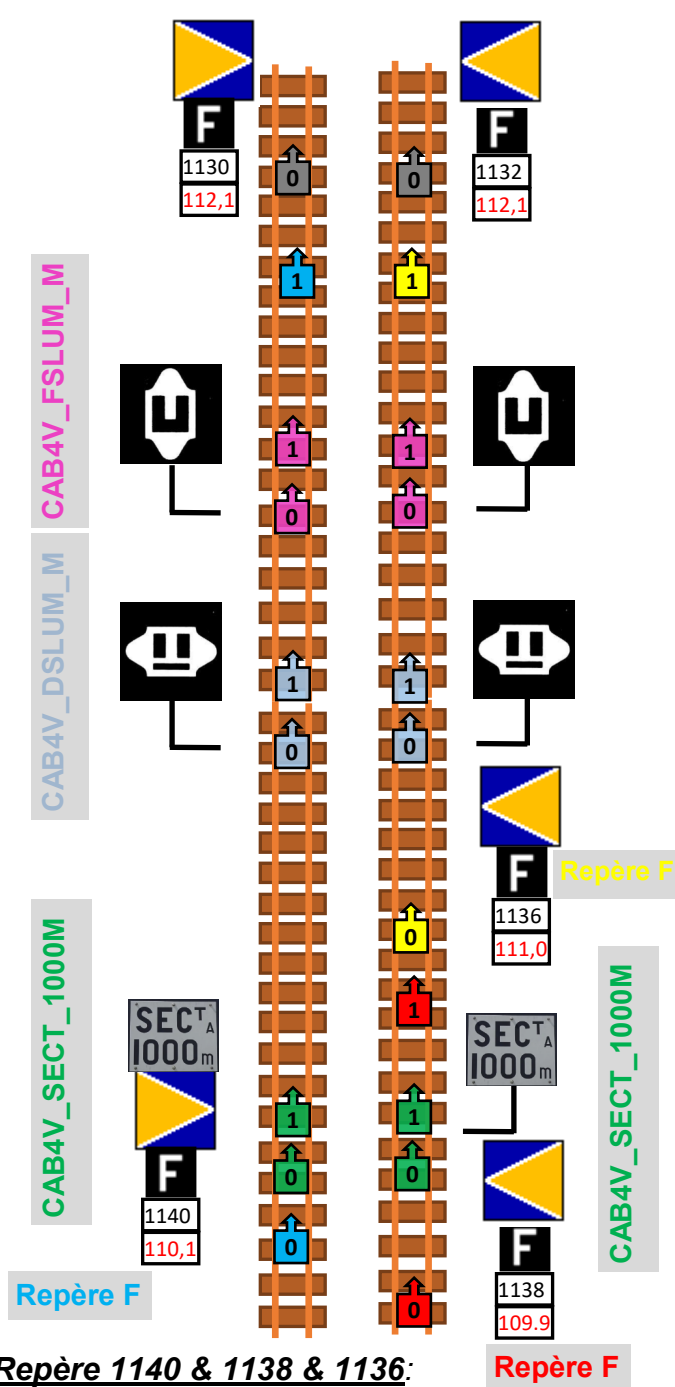 F
F
1130
112,1
1132
112,1
0
0
1
1
CAB4V_FSLUM_M
1
1
0
0
CAB4V_DSLUM_M
1
1
0
0
F
Repère F
1136
111,0
0
1
CAB4V_SECT_1000M
SECT A
1000m
SECT A
1000m
CAB4V_SECT_1000M
1
1
0
0
F
1140
110,1
0
F
1138
109.9
0
Repère F
Repère F
Repère 1140 & 1138 & 1136: